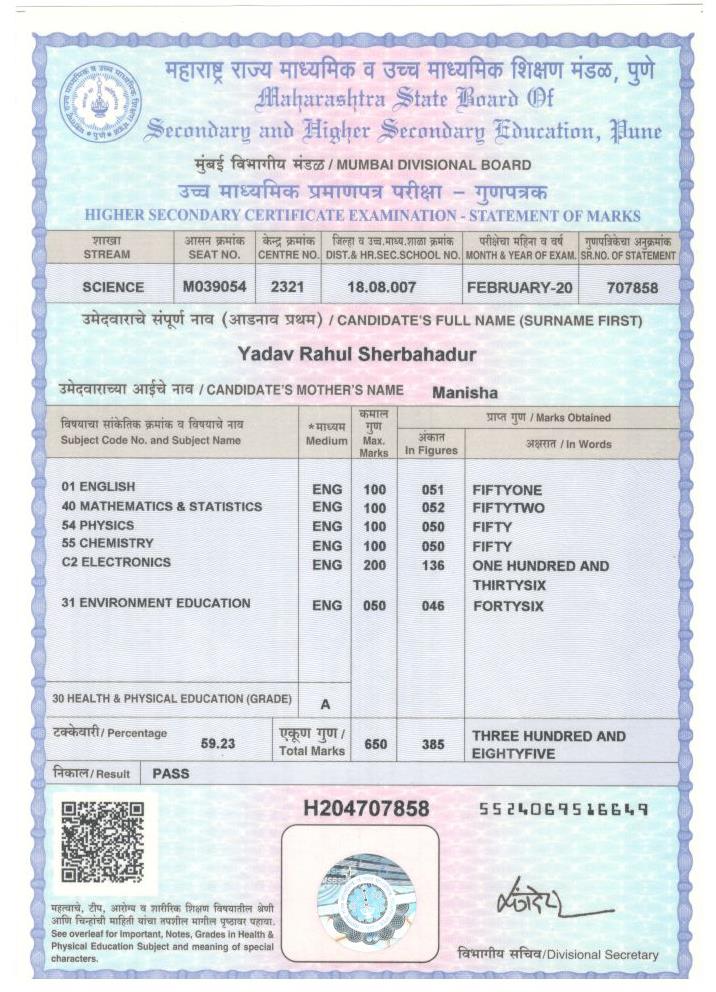 महाराष्ट्र राज्य माध्यमिक व उच्च माध्यमिक शिक्षण मंडळ, पुणे
Maharashtra State Board Of
Secondary and Higher Secondary Education, Pune
मुंबई विभागीय मंडळ / MUMBAI DIVISIONAL BOARD
उच्च माध्यमिक प्रमाणपत्र परीक्षा - गुणपत्रक
HIGHER SECONDARY CERTIFICATE EXAMINATION - STATEMENT OF MARKS
शाखा आसन क्रमांक केन्द्र क्रमांक जिल्हा व उच्च.माध्य.शाळा क्रमांक परीक्षेचा महिना व वर्ष गुणपत्रिकेचा अनुक्रमांक
STREAM SEAT NO. CENTRE NO. DIST.& HR.SEC.SCHOOL NO. MONTH & YEAR OF EXAM. SR.NO. OF STATEMENT
SCIENCE M039054 2321 18.08.007 FEBRUARY-20 707858
उमेदवाराचे संपूर्ण नाव (आडनाव प्रथम) / CANDIDATE'S FULL NAME (SURNAME FIRST)
Yadav Rahul Sherbahadur
उमेदवाराच्या आईचे नाव / CANDIDATE'S MOTHER'S NAME Manisha
विषयाचा सांकेतिक क्रमांक व विषयाचे नाव
Subject Code No. and Subject Name
*माध्यम
Medium
कमाल
गुण
Max.
Marks
प्राप्त गुण / Marks Obtained
अंकात
In Figures
अक्षरात / In Words
01 ENGLISH ENG 100 051 FIFTYONE
40 MATHEMATICS & STATISTICS ENG 100 052 FIFTYTWO
54 PHYSICS ENG 100 050 FIFTY
55 CHEMISTRY ENG 100 050 FIFTY
C2 ELECTRONICS ENG 200 136 ONE HUNDRED AND
THIRTYSIX
31 ENVIRONMENT EDUCATION ENG 050 046 FORTYSIX
30 HEALTH & PHYSICAL EDUCATION (GRADE) A
टक्केवारी/ Percentage 59.23 एकूण गुण /
Total Marks 650 385 THREE HUNDRED AND
EIGHTYFIVE
निकाल/ Result PASS
H204707858 5524069516649
महत्वाचे, टीप, आरोग्य व शारीरिक शिक्षण विषयातील श्रेणी
आणि चिन्हांची माहिती यांचा तपशील मागील पृष्ठावर पहावा.
See overleaf for Important, Notes, Grades in Health &
Physical Education Subject and meaning of special
characters.
विभागीय सचिव/Divisional Secretary